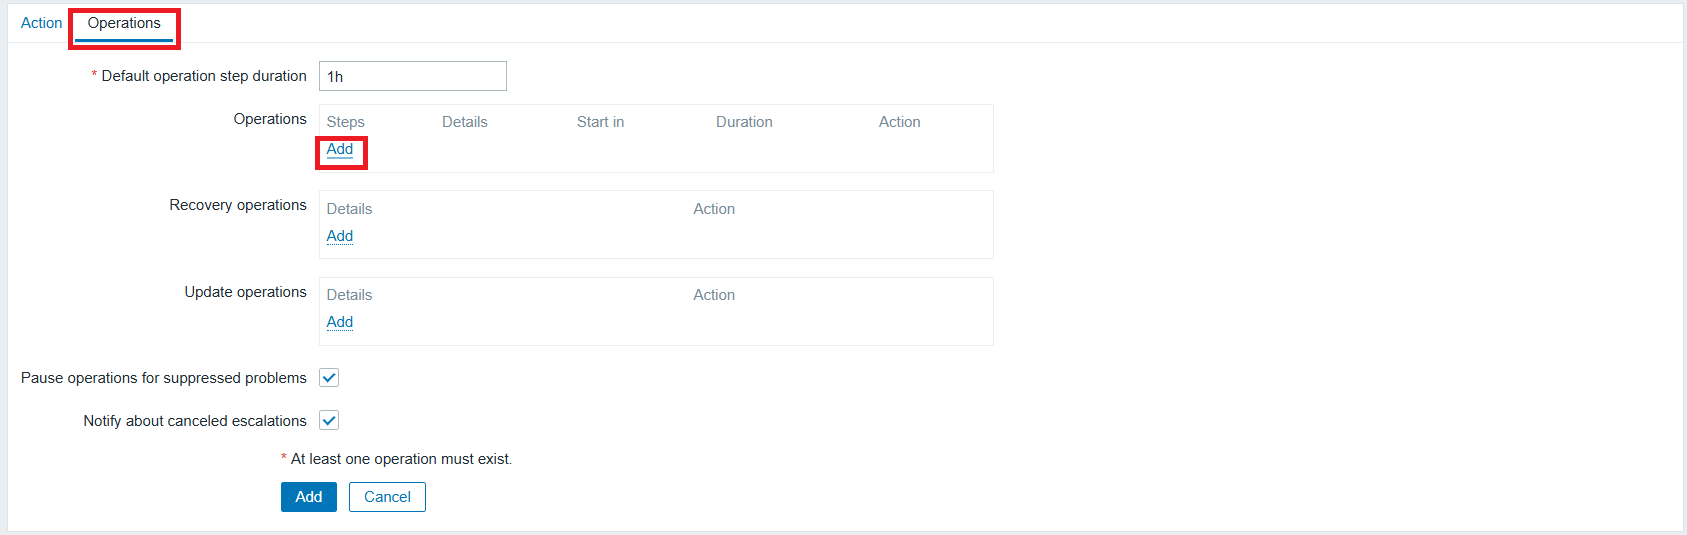 Action Operations
* Default operation step duration 1h
Operations Steps Details Start in Duration Action
Add
Recovery operations Details Action
Add
Update operations Details Action
Add
Pause operations for suppressed problems
Notify about canceled escalations
* At least one operation must exist.
Add Cancel